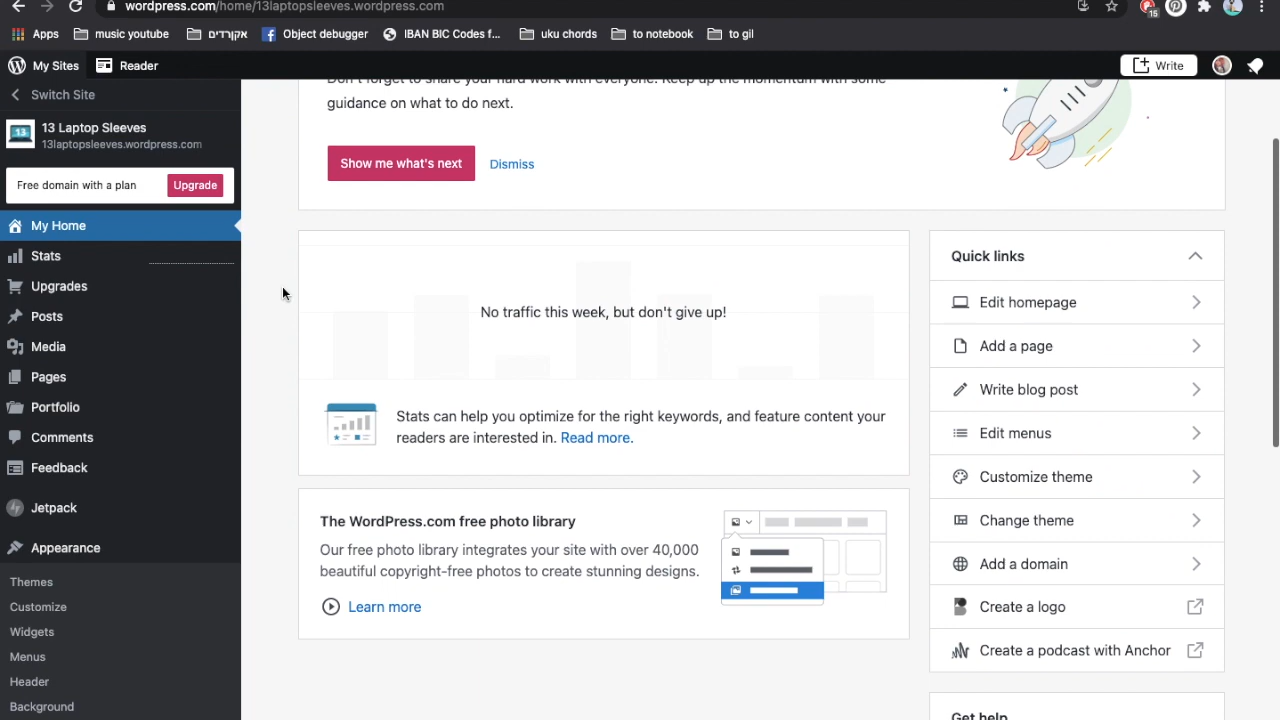 wordpress.com/home/13laptopsleeves.wordpress.com
15
Apps
music youtube
אקורדים
Object debugger
IBAN BIC Codes f...
uku chords
to notebook
to gil
My Sites
Reader
Write
Switch Site
13
13 Laptop Sleeves
13laptopsleeves.wordpress.com
Free domain with a plan
Upgrade
My Home
Stats
Upgrades
Posts
Media
Pages
Portfolio
Comments
Feedback
Jetpack
Appearance
Themes
Customize
Widgets
Menus
Header
Background
Don't forget to share your hard work with everyone. Keep up the momentum with some
guidance on what to do next.
Show me what's next
Dismiss
No traffic this week, but don't give up!
Stats can help you optimize for the right keywords, and feature content your
readers are interested in. Read more.
The WordPress.com free photo library
Our free photo library integrates your site with over 40,000
beautiful copyright-free photos to create stunning designs.
Learn more
Quick links
Edit homepage
Add a page
Write blog post
Edit menus
Customize theme
Change theme
Add a domain
Create a logo
Create a podcast with Anchor
Get help